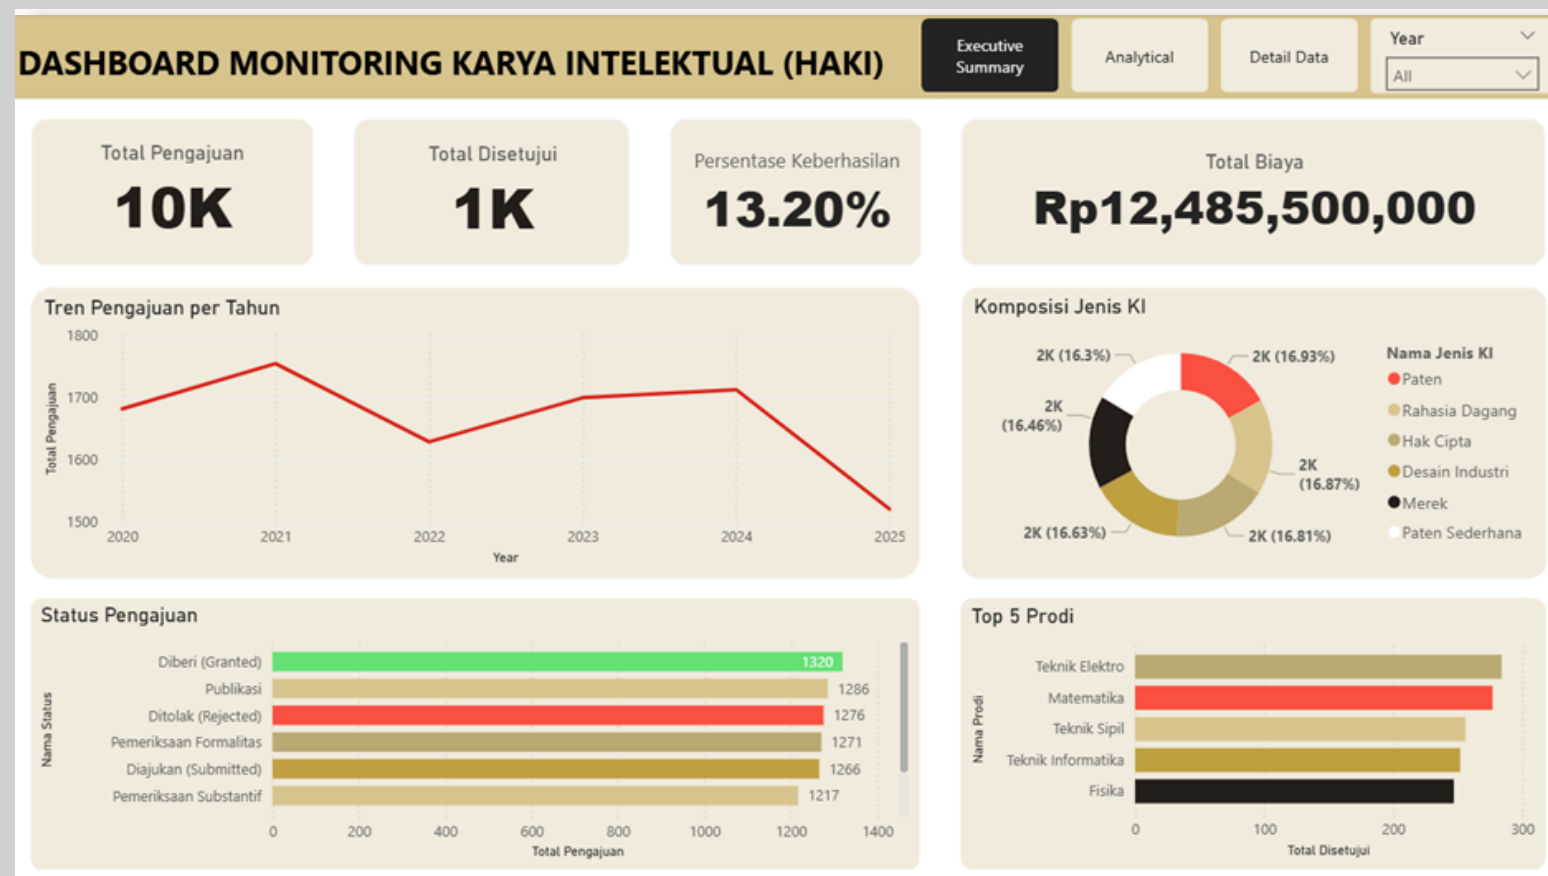 DASHBOARD MONITORING KARYA INTELEKTUAL (HAKI)
Executive
Summary
Analytical
Detail Data
Year
All
Total Pengajuan
10K
Total Disetujui
1K
Persentase Keberhasilan
13.20%
Total Biaya
Rp12,485,500,000
Tren Pengajuan per Tahun
Total Pengajuan
1800
1700
1600
1500
2020
2021
2022
2023
2024
2025
Year
Komposisi Jenis KI
2K (16.3%)
2K (16.93%)
2K
(16.46%)
2K
(16.87%)
2K (16.63%)
2K (16.81%)
Nama Jenis KI
Paten
Rahasia Dagang
Hak Cipta
Desain Industri
Merek
Paten Sederhana
Status Pengajuan
Nama Status
Diberi (Granted) 1320
Publikasi 1286
Ditolak (Rejected) 1276
Pemeriksaan Formalitas 1271
Diajukan (Submitted) 1266
Pemeriksaan Substantif 1217
0 200 400 600 800 1000 1200 1400
Total Pengajuan
Top 5 Prodi
Nama Prodi
Teknik Elektro
Matematika
Teknik Sipil
Teknik Informatika
Fisika
0 100 200 300
Total Disetujui